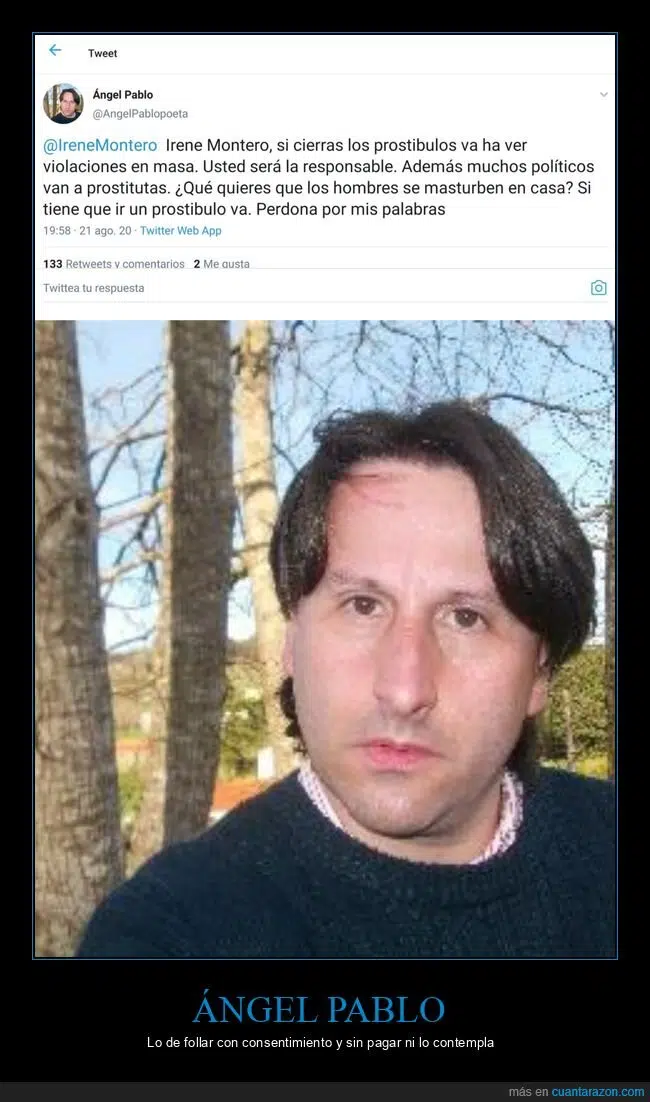 Tweet
Ángel Pablo
@AngelPablopoeta
@IreneMontero Irene Montero, si cierras los prostibulos va ha ver
violaciones en masa. Usted será la responsable. Además muchos políticos
van a prostitutas. ¿Qué quieres que los hombres se masturben en casa? Si
tiene que ir un prostibulo va. Perdona por mis palabras
19:58 · 21 ago. 20 · Twitter Web App
133 Retweets y comentarios 2 Me gusta
Twittea tu respuesta
ÁNGEL PABLO
Lo de follar con consentimiento y sin pagar ni lo contempla
más en cuantarazon.com